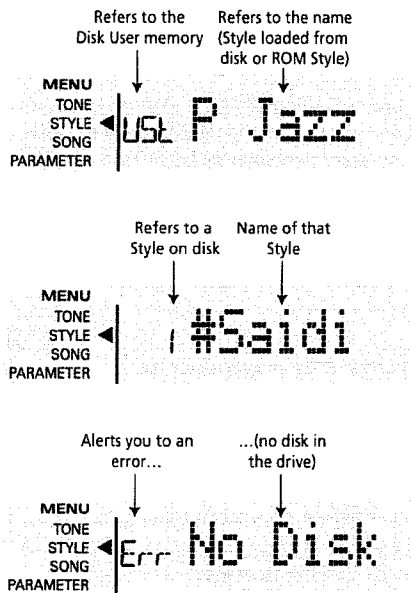 Refers to the Disk User memory
Refers to the name (Style loaded from disk or ROM Style)
MENU
TONE
STYLE
SONG
PARAMETER
USt P Jazz
Refers to a Style on disk
Name of that Style
MENU
TONE
STYLE
SONG
PARAMETER
1 #Saidi
Alerts you to an error...
...(no disk in the drive)
MENU
TONE
STYLE
SONG
PARAMETER
Err No Disk